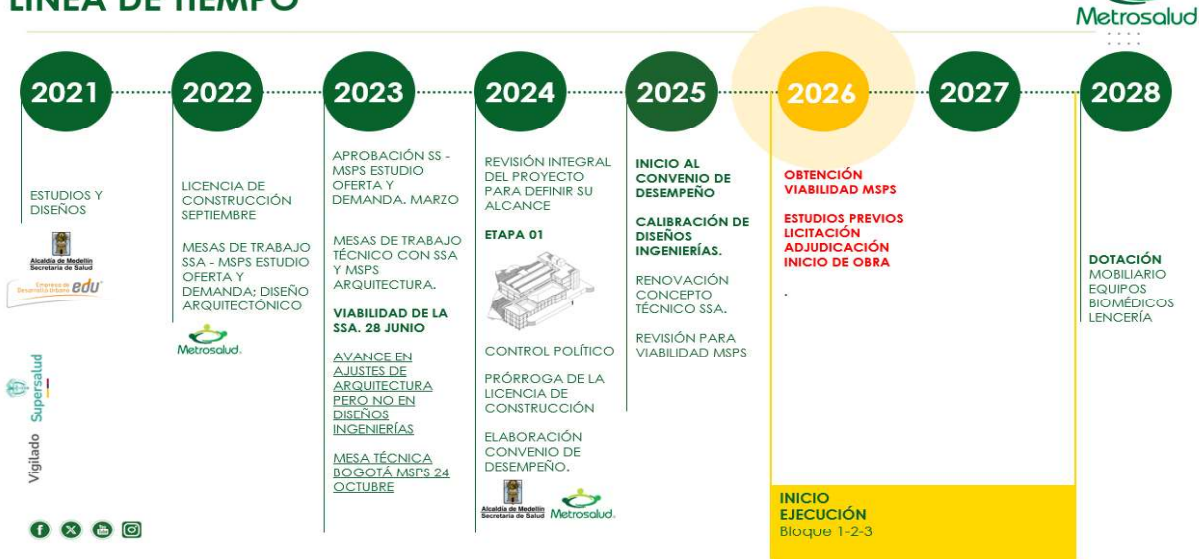 LÍNEA DE TIEMPO
Metrosalud
2021
2022
2023
2024
2025
2026
2027
2028
ESTUDIOS Y
DISEÑOS
Alcaldía de Medellín
Secretaría de Salud
Empresa de
Desarrollo Urbano
edu
LICENCIA DE
CONSTRUCCIÓN
SEPTIEMBRE
MESAS DE TRABAJO
SSA - MSPS ESTUDIO
OFERTA Y
DEMANDA; DISEÑO
ARQUITECTÓNICO
Metrosalud.
APROBACIÓN SS -
MSPS ESTUDIO
OFERTA Y
DEMANDA. MARZO
MESAS DE TRABAJO
TÉCNICO CON SSA
Y MSPS
ARQUITECTURA.
VIABILIDAD DE LA
SSA. 28 JUNIO
AVANCE EN
AJUSTES DE
ARQUITECTURA
PERO NO EN
DISEÑOS
INGENIERÍAS
MESA TÉCNICA
BOGOTÁ MSPS 24
OCTUBRE
REVISIÓN INTEGRAL
DEL PROYECTO
PARA DEFINIR SU
ALCANCE
ETAPA 01
CONTROL POLÍTICO
PRÓRROGA DE LA
LICENCIA DE
CONSTRUCCIÓN
ELABORACIÓN
CONVENIO DE
DESEMPEÑO.
Alcaldía de Medellín
Secretaría de Salud
Metrosalud.
INICIO AL
CONVENIO DE
DESEMPEÑO
CALIBRACIÓN DE
DISEÑOS
INGENIERÍAS.
RENOVACIÓN
CONCEPTO
TÉCNICO SSA.
REVISIÓN PARA
VIABILIDAD MSPS
OBTENCIÓN
VIABILIDAD MSPS
ESTUDIOS PREVIOS
LICITACIÓN
ADJUDICACIÓN
INICIO DE OBRA
.
INICIO
EJECUCIÓN
Bloque 1-2-3
DOTACIÓN
MOBILIARIO
EQUIPOS
BIOMÉDICOS
LENCERÍA
Vigilado Supersalud